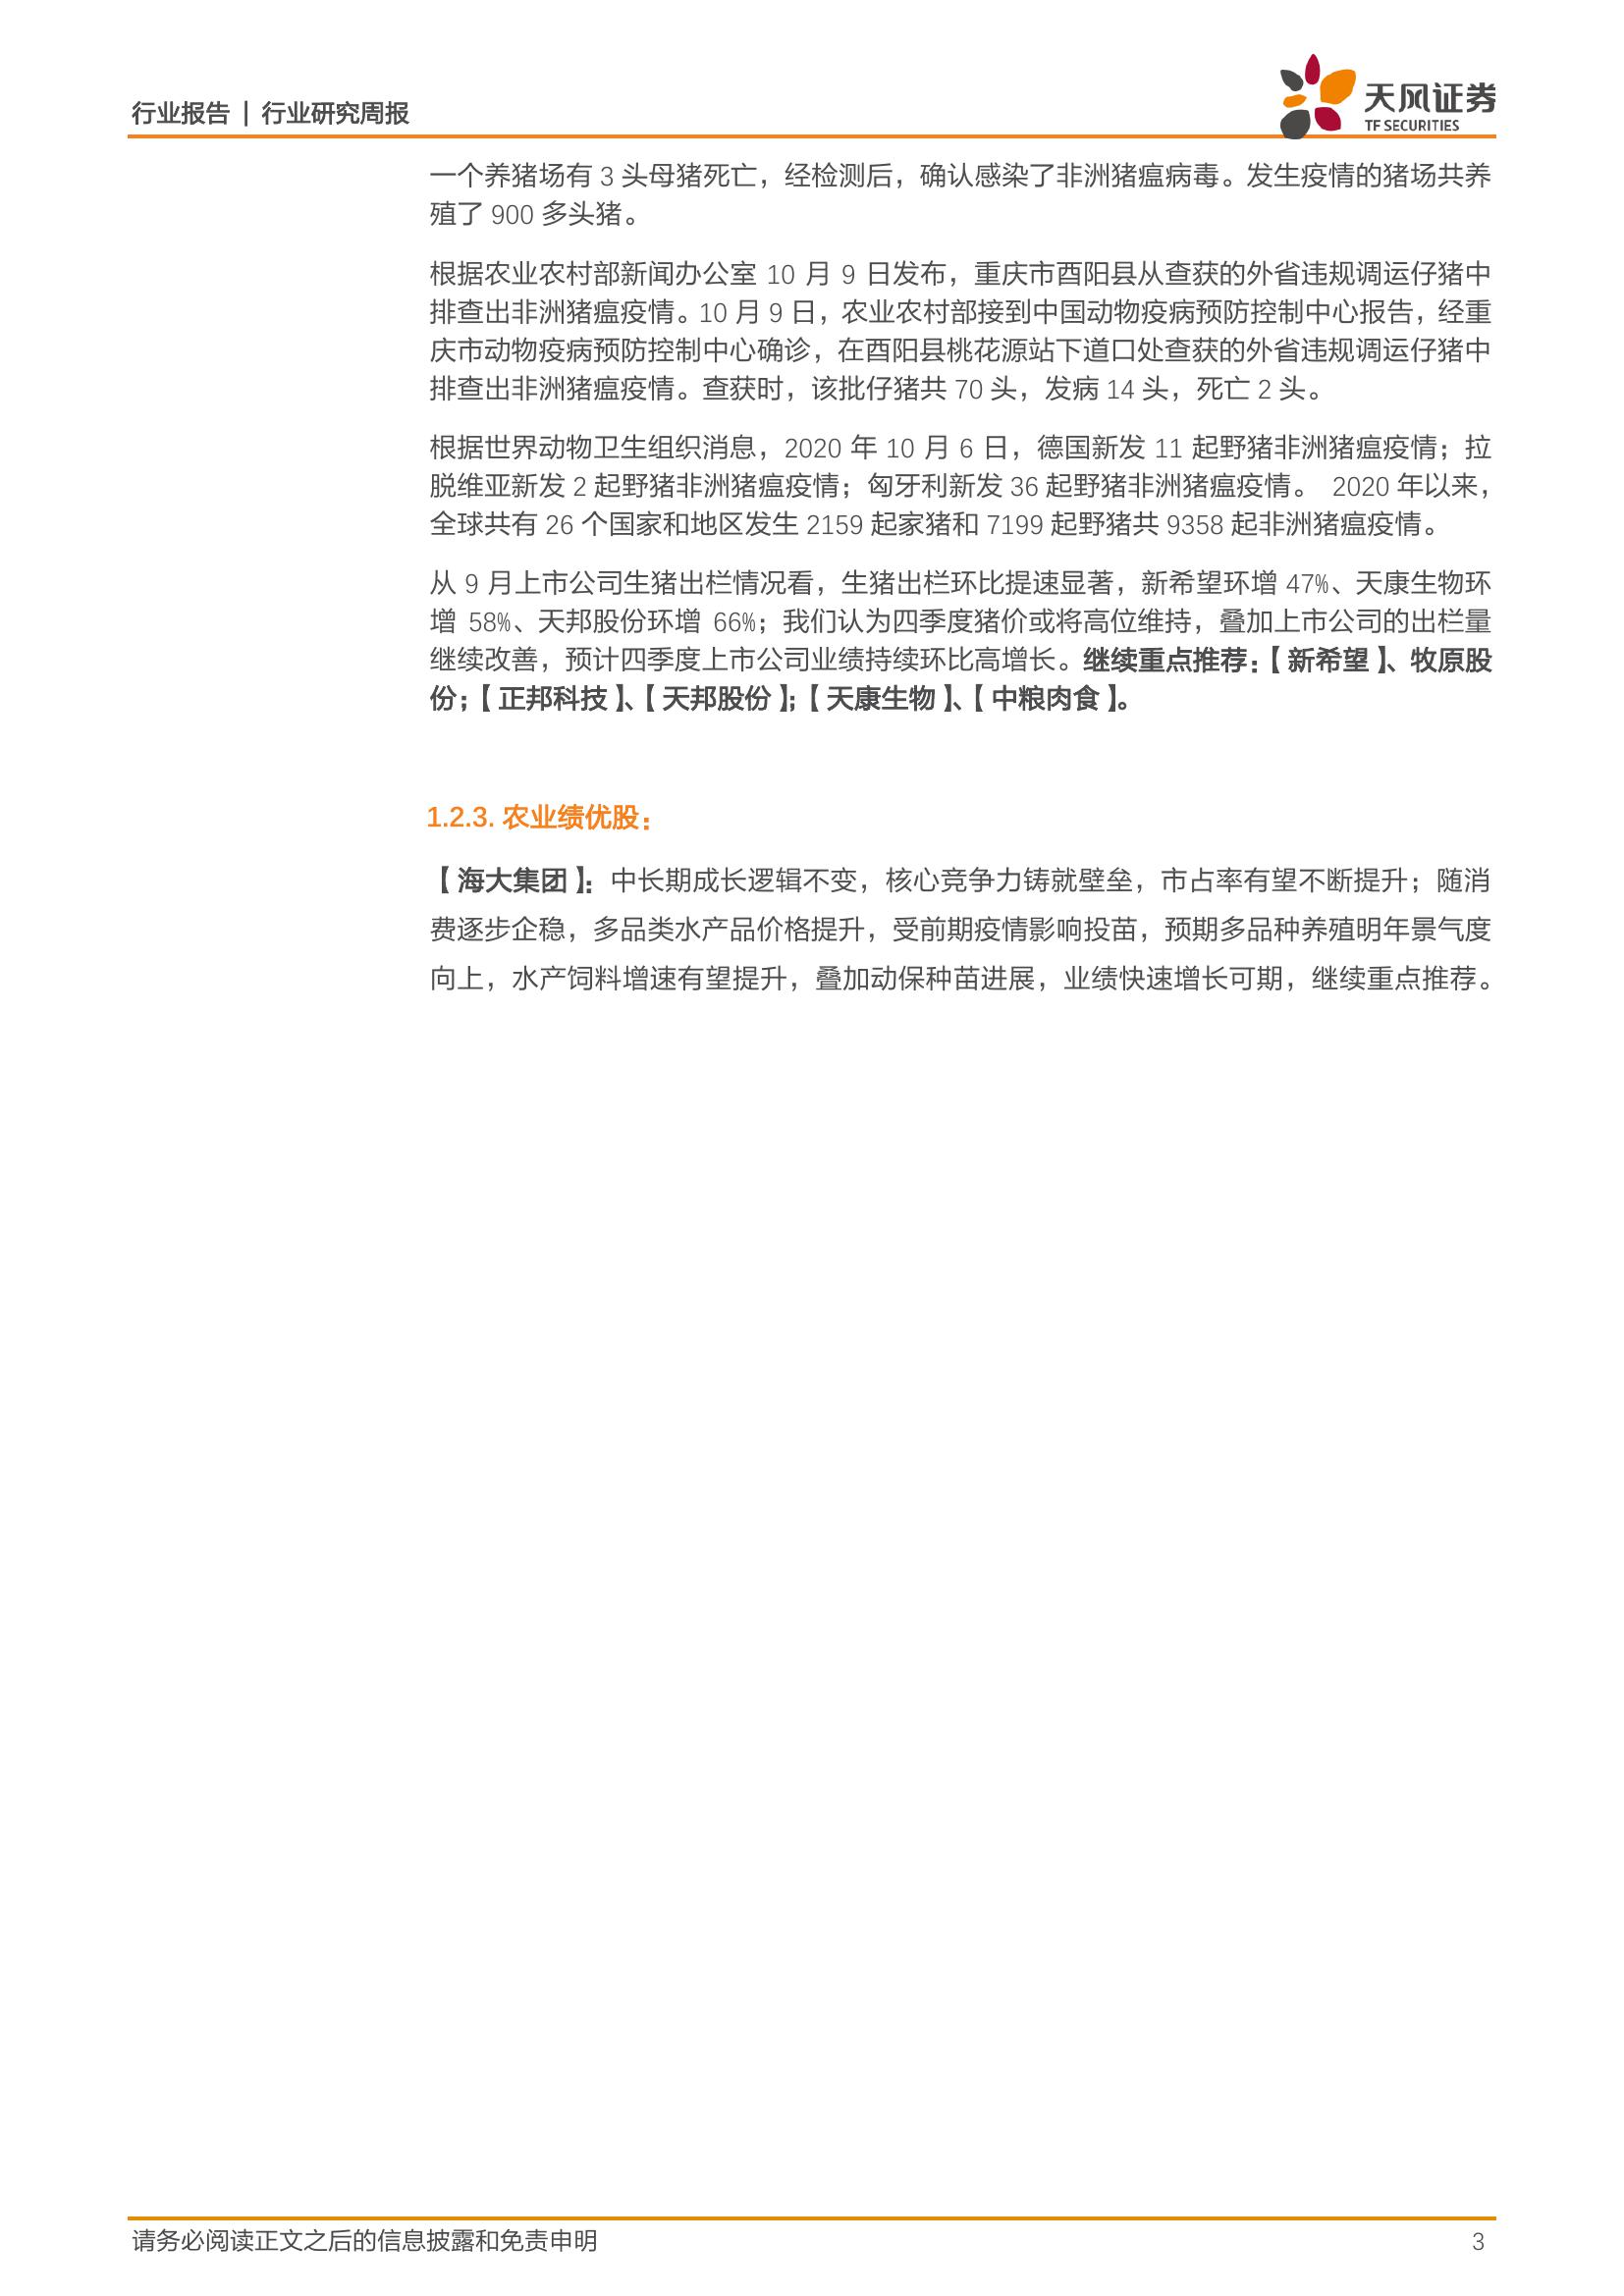 行业报告 | 行业研究周报
天风证券
TF SECURITIES
一个养猪场有 3 头母猪死亡，经检测后，确认感染了非洲猪瘟病毒。发生疫情的猪场共养
殖了 900 多头猪。
根据农业农村部新闻办公室 10 月 9 日发布，重庆市酉阳县从查获的外省违规调运仔猪中
排查出非洲猪瘟疫情。10 月 9 日，农业农村部接到中国动物疫病预防控制中心报告，经重
庆市动物疫病预防控制中心确诊，在酉阳县桃花源站下道口处查获的外省违规调运仔猪中
排查出非洲猪瘟疫情。查获时，该批仔猪共 70 头，发病 14 头，死亡 2 头。
根据世界动物卫生组织消息，2020 年 10 月 6 日，德国新发 11 起野猪非洲猪瘟疫情；拉
脱维亚新发 2 起野猪非洲猪瘟疫情；匈牙利新发 36 起野猪非洲猪瘟疫情。 2020 年以来，
全球共有 26 个国家和地区发生 2159 起家猪和 7199 起野猪共 9358 起非洲猪瘟疫情。
从 9 月上市公司生猪出栏情况看，生猪出栏环比提速显著，新希望环增 47%、天康生物环
增 58%、天邦股份环增 66%；我们认为四季度猪价或将高位维持，叠加上市公司的出栏量
继续改善，预计四季度上市公司业绩持续环比高增长。继续重点推荐：【新希望】、牧原股
份；【正邦科技】、【天邦股份】；【天康生物】、【中粮肉食】。
1.2.3. 农业绩优股：
【海大集团】：中长期成长逻辑不变，核心竞争力铸就壁垒，市占率有望不断提升；随消
费逐步企稳，多品类水产品价格提升，受前期疫情影响投苗，预期多品种养殖明年景气度
向上，水产饲料增速有望提升，叠加动保种苗进展，业绩快速增长可期，继续重点推荐。
请务必阅读正文之后的信息披露和免责申明
3